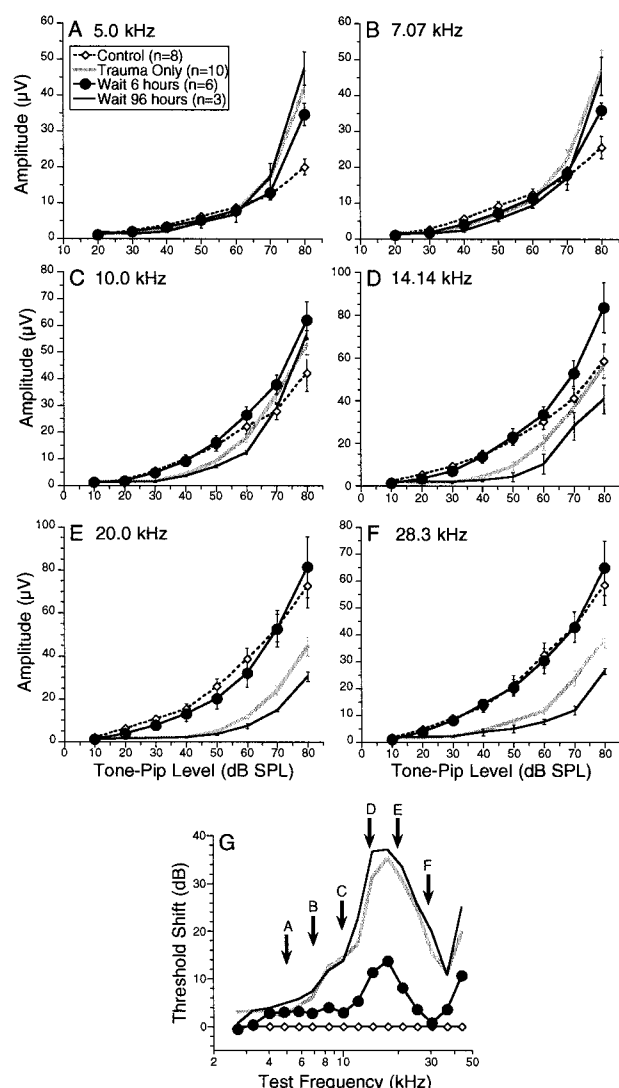 A 5.0 kHz
Control (n=8)
Trauma Only (n=10)
Wait 6 hours (n=6)
Wait 96 hours (n=3)
Amplitude (µV)
60
50
40
30
20
10
0
10 20 30 40 50 60 70 80
B 7.07 kHz
60
50
40
30
20
10
0
10 20 30 40 50 60 70 80
C 10.0 kHz
Amplitude (µV)
80
70
60
50
40
30
20
10
0
0 10 20 30 40 50 60 70 80
D 14.14 kHz
100
80
60
40
20
0
0 10 20 30 40 50 60 70 80
E 20.0 kHz
Amplitude (µV)
100
80
60
40
20
0
0 10 20 30 40 50 60 70 80
Tone-Pip Level (dB SPL)
F 28.3 kHz
80
70
60
50
40
30
20
10
0
0 10 20 30 40 50 60 70 80
Tone-Pip Level (dB SPL)
G
Threshold Shift (dB)
40
30
20
10
0
A
B
C
D
E
F
2 4 6 8 10 20 30 50
Test Frequency (kHz)